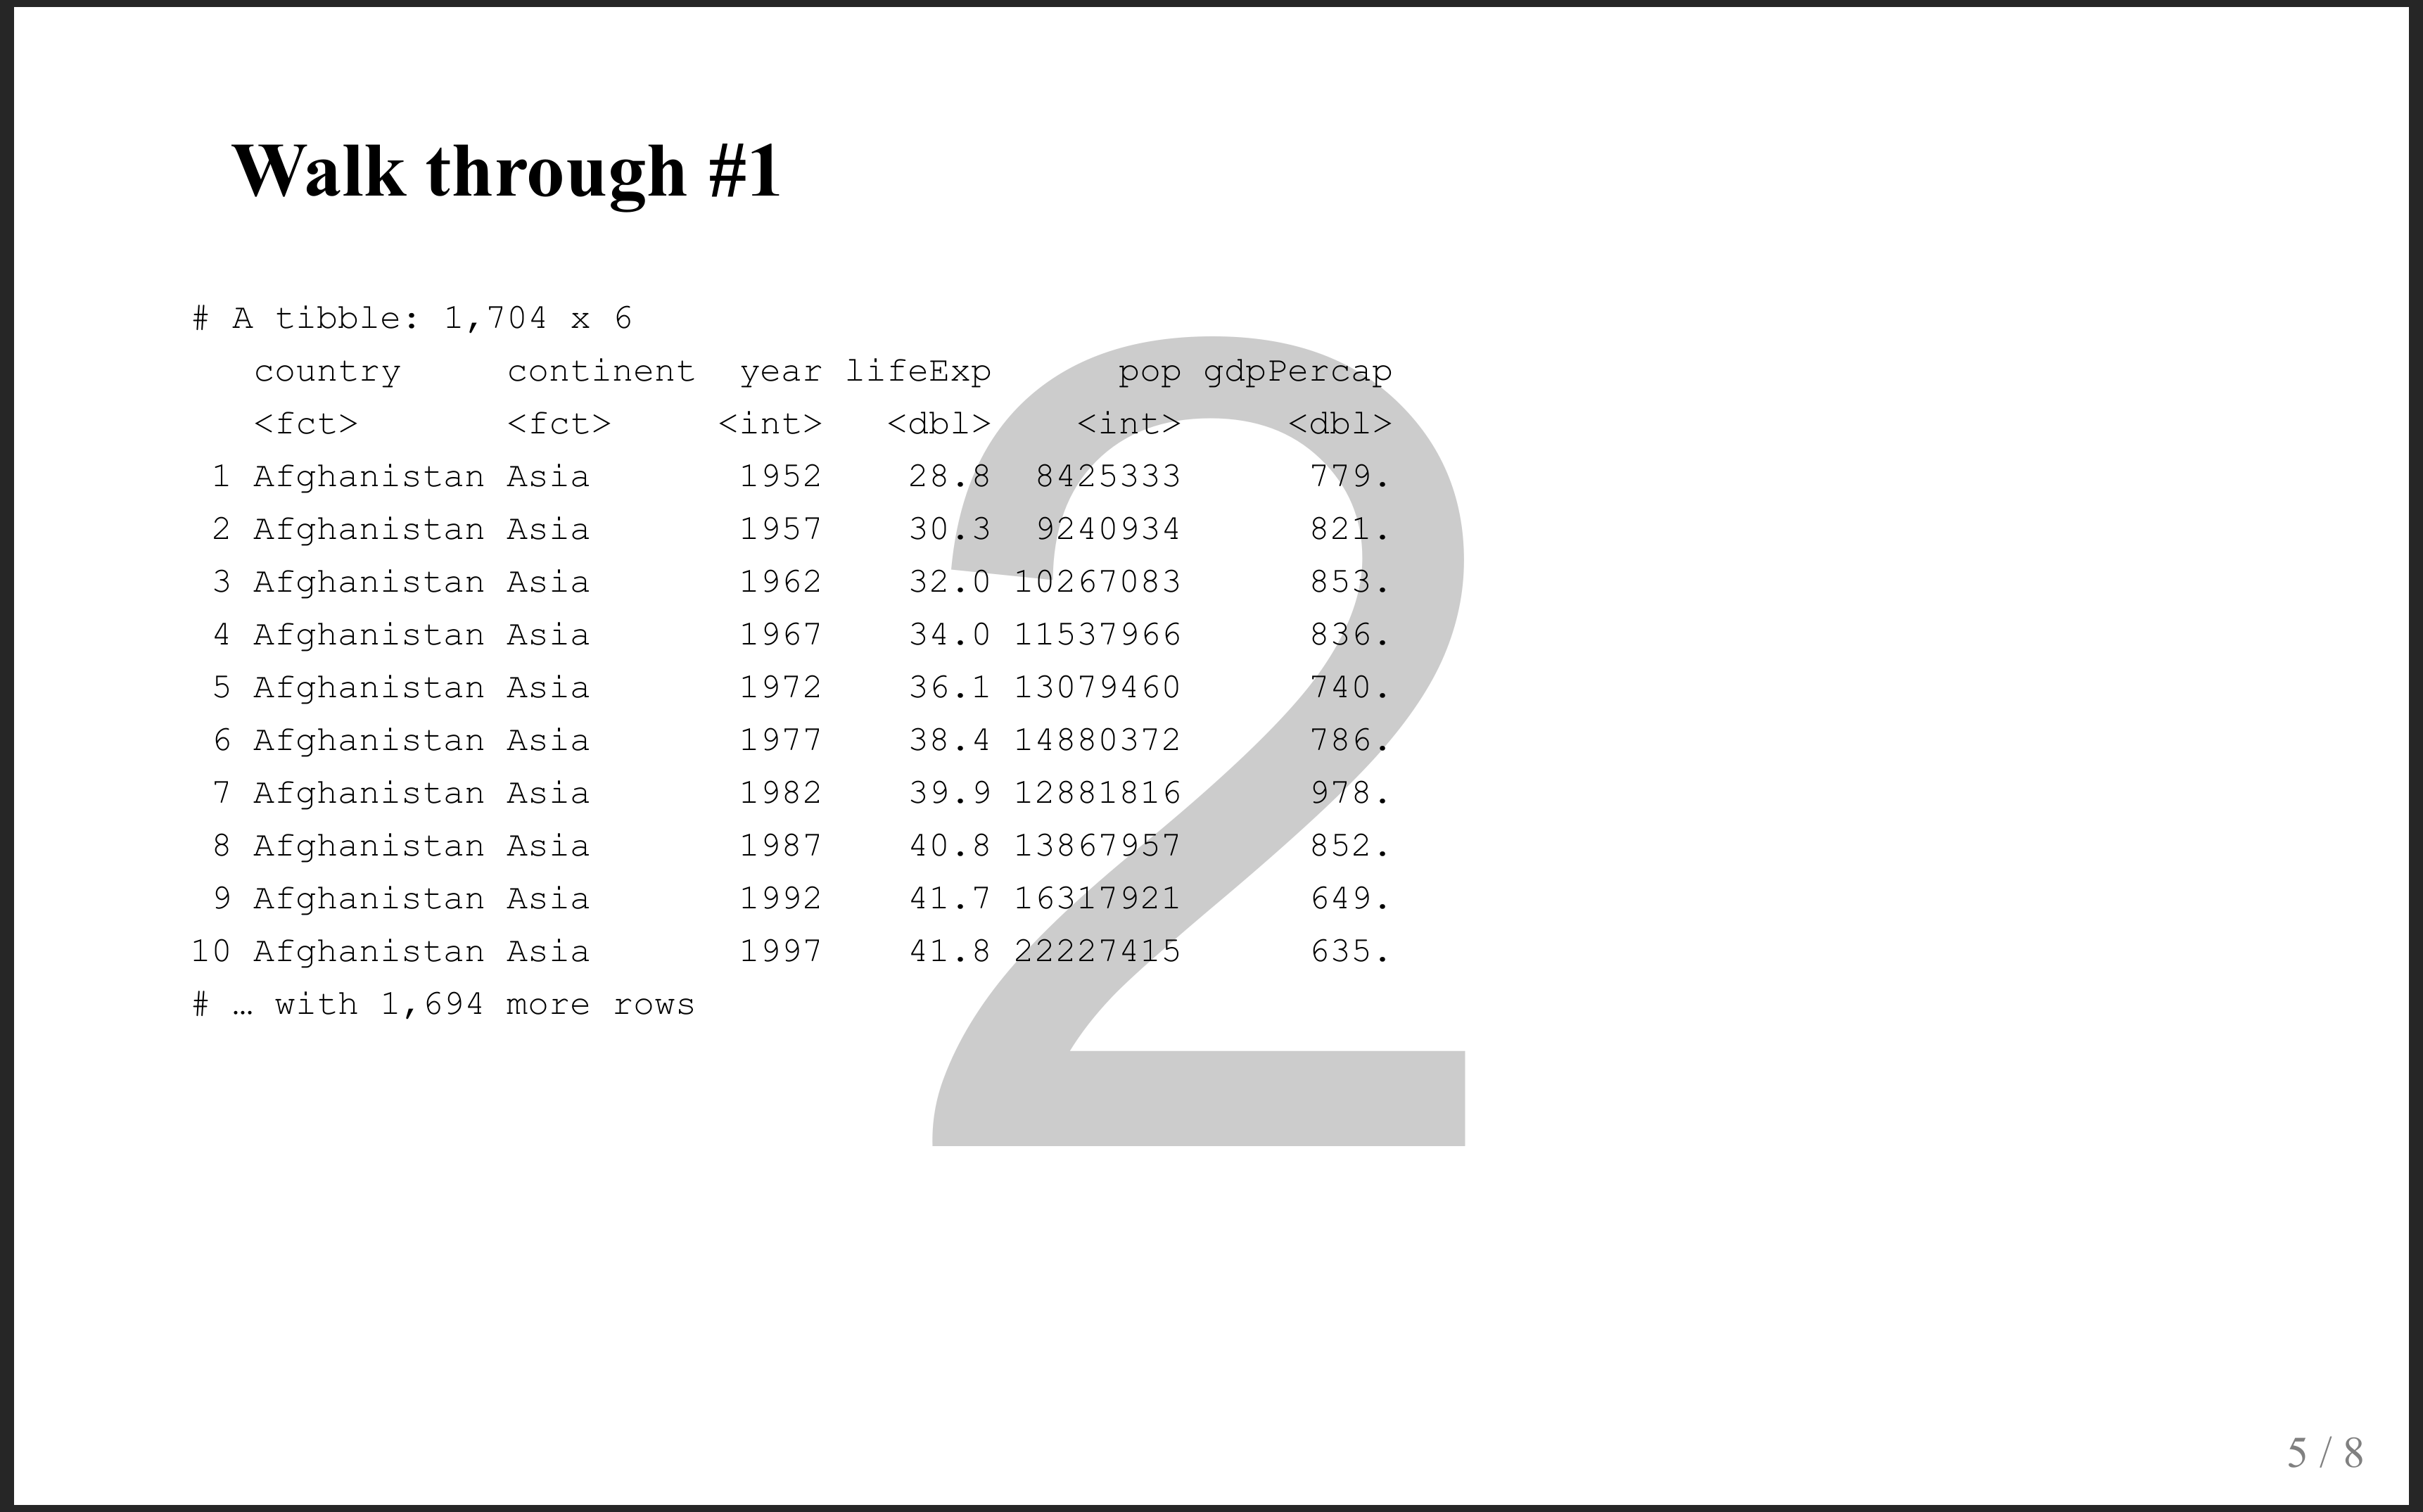 Walk through #1
# A tibble: 1,704 x 6
   country     continent  year lifeExp      pop gdpPercap
   <fct>       <fct>     <int>   <dbl>    <int>     <dbl>
 1 Afghanistan Asia       1952    28.8  8425333      779.
 2 Afghanistan Asia       1957    30.3  9240934      821.
 3 Afghanistan Asia       1962    32.0 10267083      853.
 4 Afghanistan Asia       1967    34.0 11537966      836.
 5 Afghanistan Asia       1972    36.1 13079460      740.
 6 Afghanistan Asia       1977    38.4 14880372      786.
 7 Afghanistan Asia       1982    39.9 12881816      978.
 8 Afghanistan Asia       1987    40.8 13867957      852.
 9 Afghanistan Asia       1992    41.7 16317921      649.
10 Afghanistan Asia       1997    41.8 22227415      635.
# … with 1,694 more rows
2
5 / 8